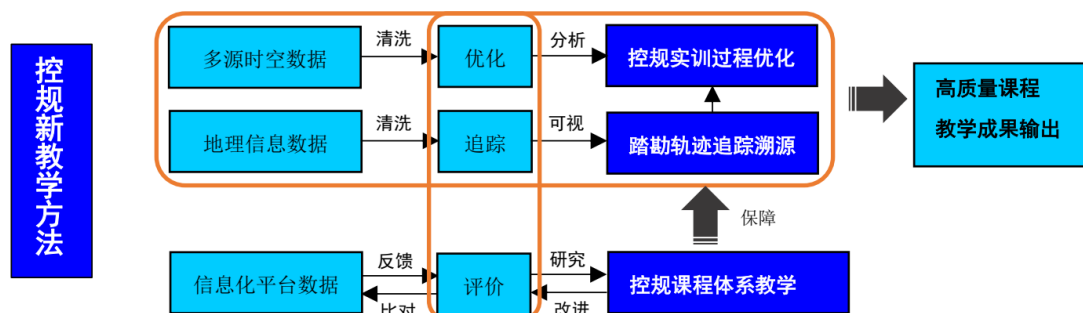 控规新教学方法
多源时空数据
清洗
优化
分析
控规实训过程优化
地理信息数据
清洗
追踪
可视
踏勘轨迹追踪溯源
高质量课程
教学成果输出
保障
信息化平台数据
反馈
比对
评价
研究
改进
控规课程体系教学